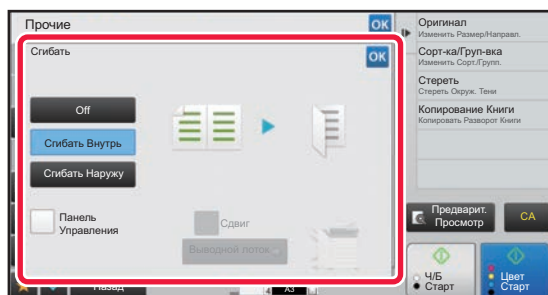 Прочие
OK
Сгибать
OK
Off
Сгибать Внутрь
Сгибать Наружу
Панель
Управления
Сдвиг
Выводной лоток
Назад
4
A3
Оригинал
Изменить Размер/Направл.
Сорт-ка/Груп-вка
Изменить Сорт./Групп.
Стереть
Стереть Окруж. Тени
Копирование Книги
Копировать Разворот Книги
Предварит.
Просмотр
CA
Ч/Б
Старт
Цвет
Старт